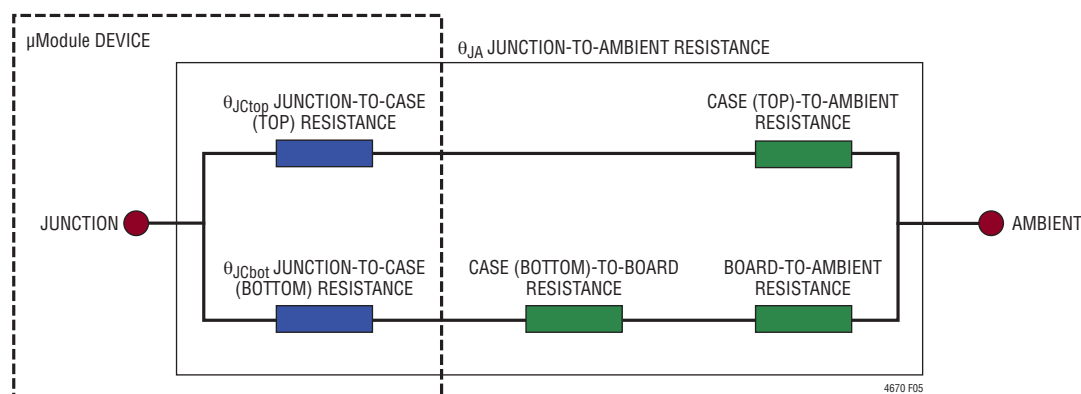 µModule DEVICE
θJA JUNCTION-TO-AMBIENT RESISTANCE
θJCtop JUNCTION-TO-CASE
(TOP) RESISTANCE
CASE (TOP)-TO-AMBIENT
RESISTANCE
JUNCTION
AMBIENT
θJCbot JUNCTION-TO-CASE
(BOTTOM) RESISTANCE
CASE (BOTTOM)-TO-BOARD
RESISTANCE
BOARD-TO-AMBIENT
RESISTANCE
4670 F05